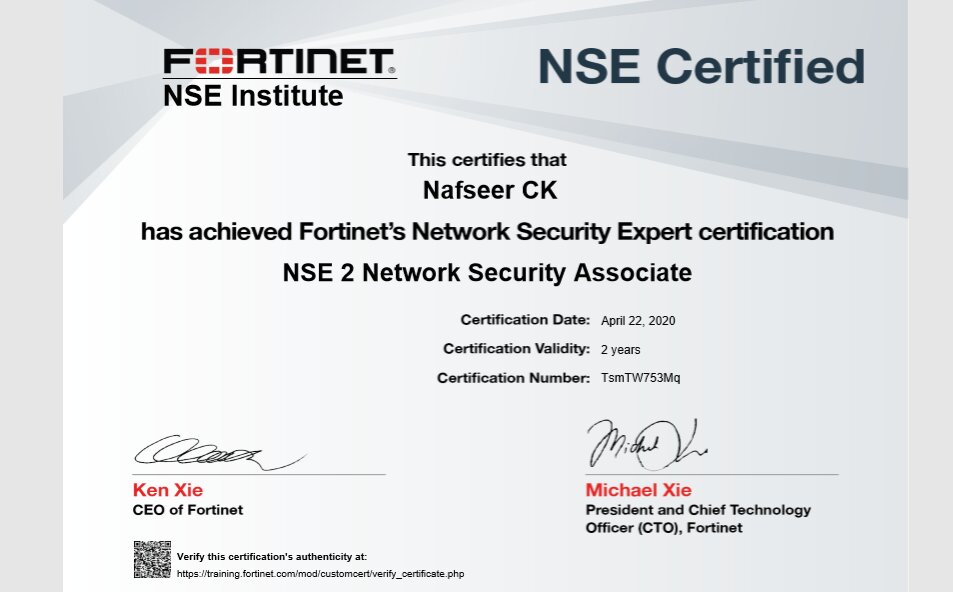 FORTINET®
NSE Institute
NSE Certified
This certifies that
Nafseer CK
has achieved Fortinet's Network Security Expert certification
NSE 2 Network Security Associate
Certification Date: April 22, 2020
Certification Validity: 2 years
Certification Number: TsmTW753Mq
Ken Xie
CEO of Fortinet
Michael Xie
President and Chief Technology
Officer (CTO), Fortinet
Verify this certification's authenticity at:
https://training.fortinet.com/mod/customcert/verify_certificate.php